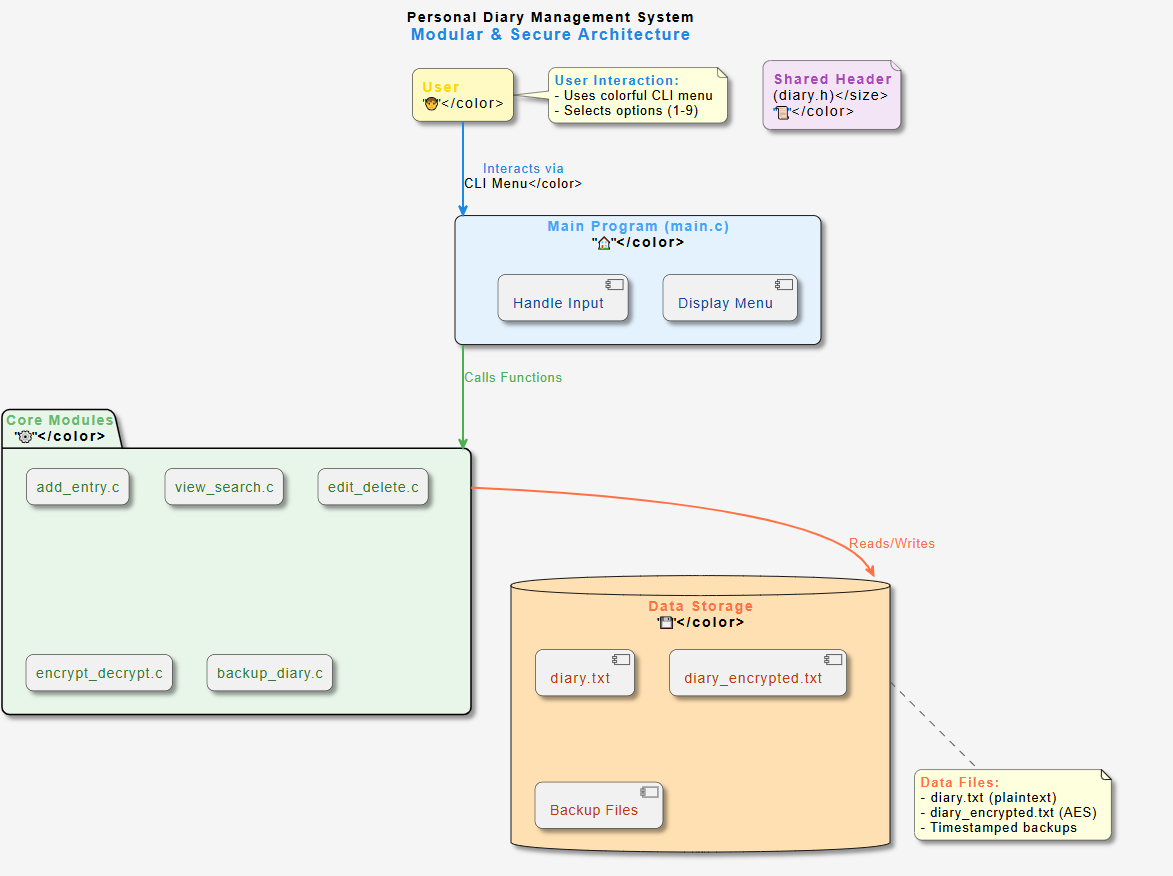 Personal Diary Management System
Modular & Secure Architecture
User
"🧑"</color>
User Interaction:
- Uses colorful CLI menu
- Selects options (1-9)
Shared Header
(diary.h)</size>
"📜"</color>
Interacts via
CLI Menu</color>
Main Program (main.c)
"🏠"</color>
Handle Input
Display Menu
Calls Functions
Core Modules
"⚙"</color>
add_entry.c
view_search.c
edit_delete.c
encrypt_decrypt.c
backup_diary.c
Reads/Writes
Data Storage
"💾"</color>
diary.txt
diary_encrypted.txt
Backup Files
Data Files:
- diary.txt (plaintext)
- diary_encrypted.txt (AES)
- Timestamped backups